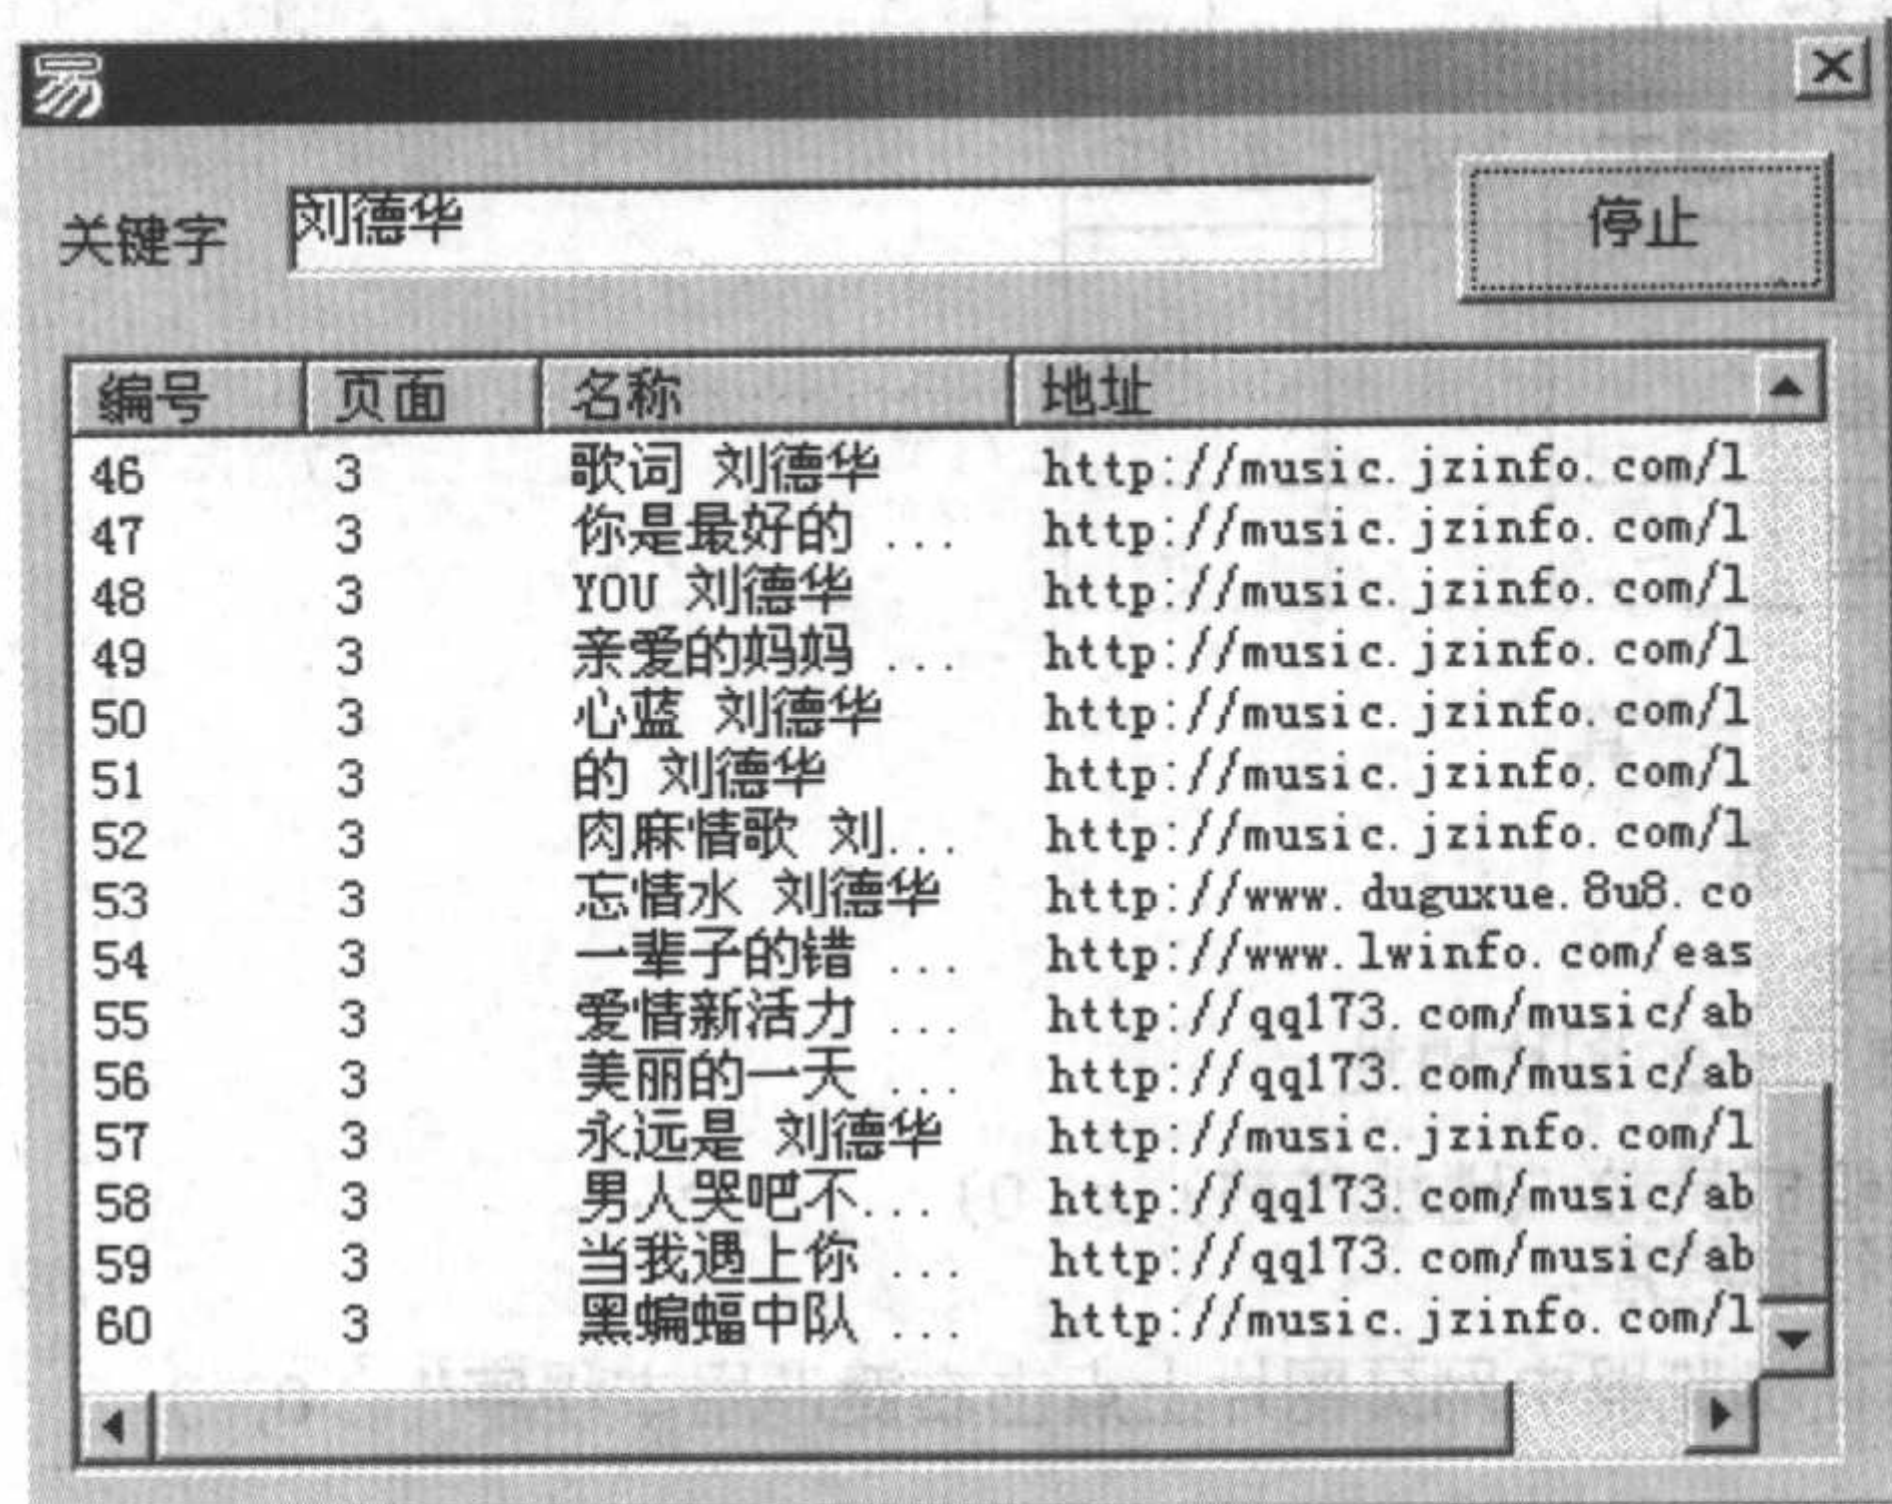 易
关键字 刘德华 停止
编号 页面 名称 地址
46 3 歌词 刘德华 http://music.jzinfo.com/l
47 3 你是最好的 ... http://music.jzinfo.com/l
48 3 YOU 刘德华 http://music.jzinfo.com/l
49 3 亲爱的妈妈 ... http://music.jzinfo.com/l
50 3 心蓝 刘德华 http://music.jzinfo.com/l
51 3 的 刘德华 http://music.jzinfo.com/l
52 3 肉麻情歌 刘... http://music.jzinfo.com/l
53 3 忘情水 刘德华 http://www.duguxue.8u8.co
54 3 一辈子的错 ... http://www.lwinfo.com/eas
55 3 爱情新活力 ... http://qq173.com/music/ab
56 3 美丽的一天 ... http://qq173.com/music/ab
57 3 永远是 刘德华 http://music.jzinfo.com/l
58 3 男人哭吧不... http://qq173.com/music/ab
59 3 当我遇上你 ... http://qq173.com/music/ab
60 3 黑蝙蝠中队 ... http://music.jzinfo.com/l